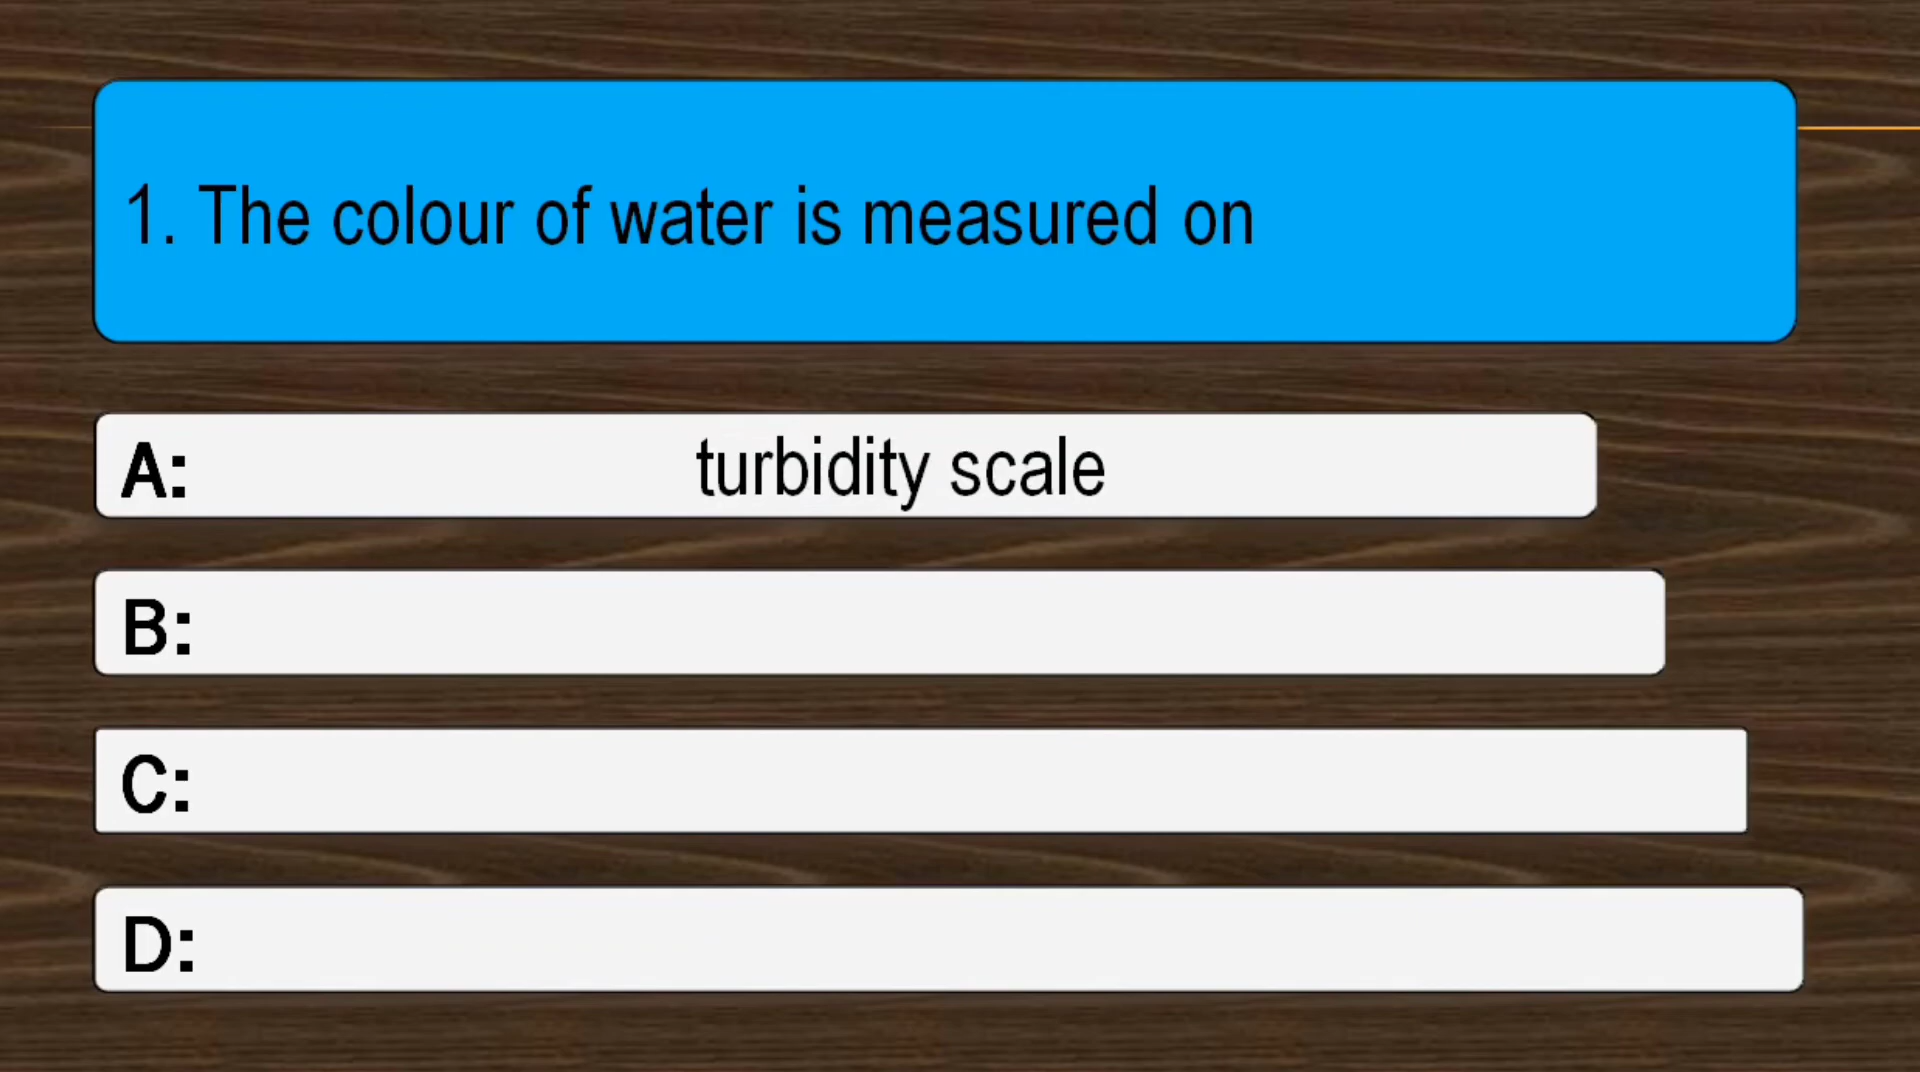 1. The colour of water is measured on
A: turbidity scale
B:
C:
D: